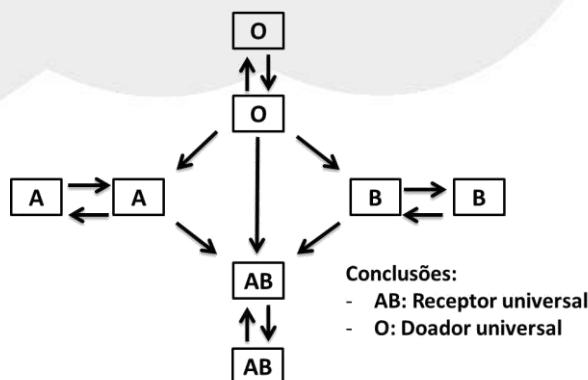 O
O
A A B B
AB
Conclusões:
- AB: Receptor universal
- O: Doador universal
AB